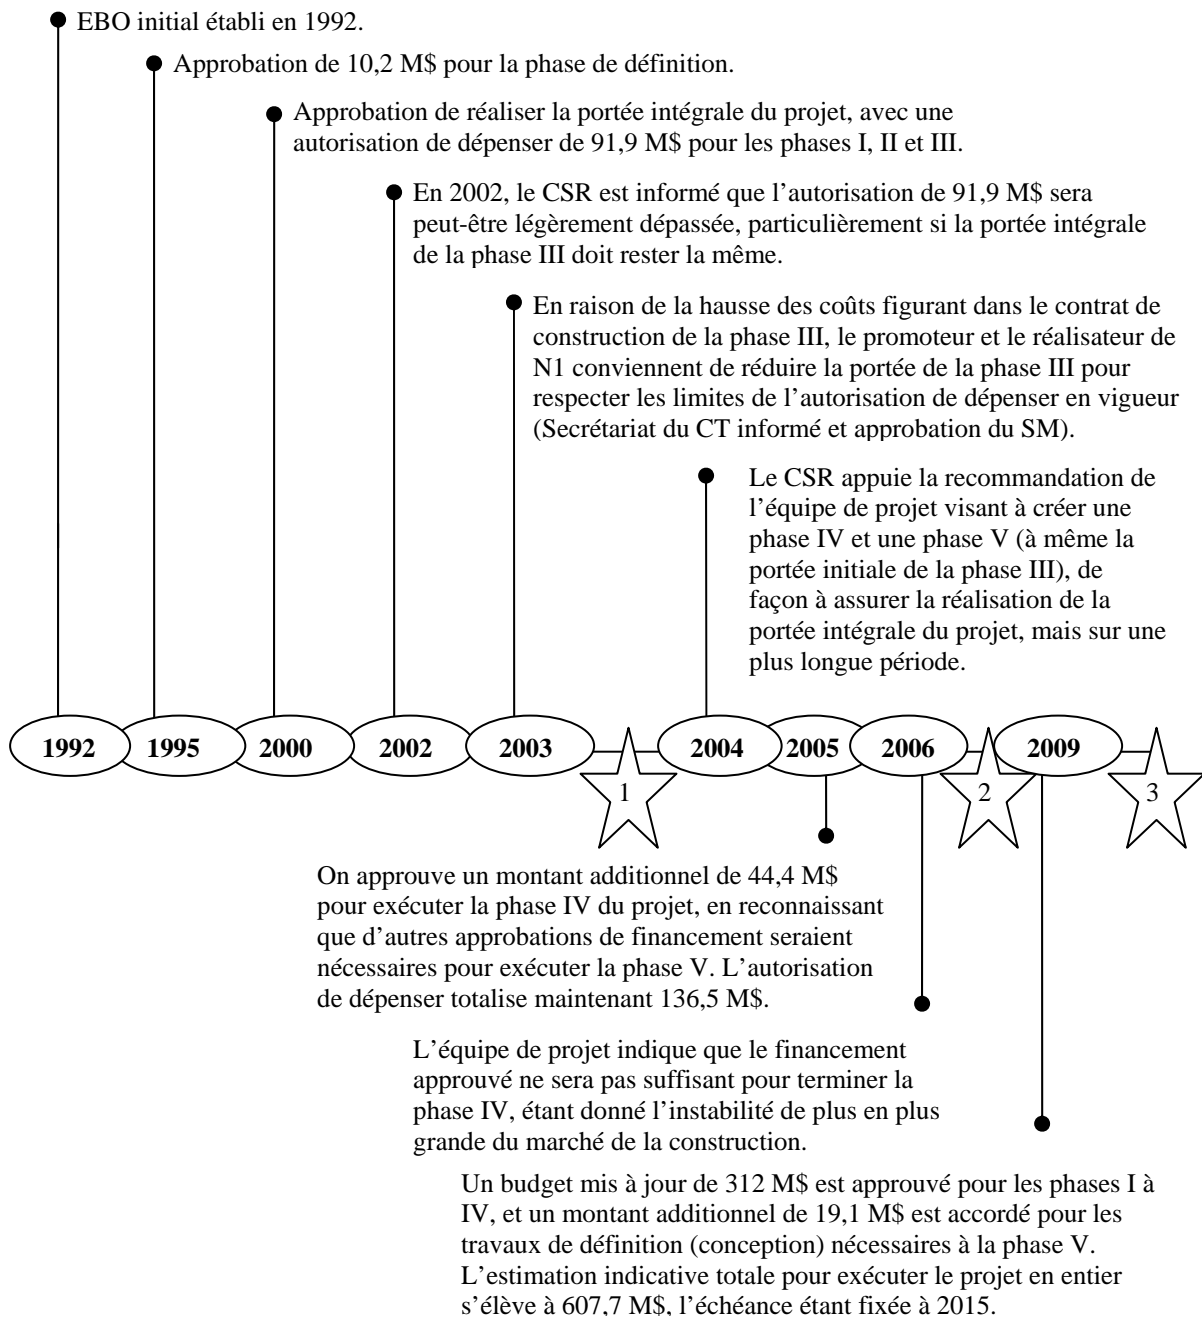 EBO initial établi en 1992.
Approbation de 10,2 M$ pour la phase de définition.
Approbation de réaliser la portée intégrale du projet, avec une
autorisation de dépenser de 91,9 M$ pour les phases I, II et III.
En 2002, le CSR est informé que l’autorisation de 91,9 M$ sera
peut-être légèrement dépassée, particulièrement si la portée intégrale
de la phase III doit rester la même.
En raison de la hausse des coûts figurant dans le contrat de
construction de la phase III, le promoteur et le réalisateur de
N1 conviennent de réduire la portée de la phase III pour
respecter les limites de l’autorisation de dépenser en vigueur
(Secrétariat du CT informé et approbation du SM).
Le CSR appuie la recommandation de
l’équipe de projet visant à créer une
phase IV et une phase V (à même la
portée initiale de la phase III), de
façon à assurer la réalisation de la
portée intégrale du projet, mais sur une
plus longue période.
1992 1995 2000 2002 2003 2004 2005 2006 2009
1 2 3
On approuve un montant additionnel de 44,4 M$
pour exécuter la phase IV du projet, en reconnaissant
que d’autres approbations de financement seraient
nécessaires pour exécuter la phase V. L’autorisation
de dépenser totalise maintenant 136,5 M$.
L’équipe de projet indique que le financement
approuvé ne sera pas suffisant pour terminer la
phase IV, étant donné l’instabilité de plus en plus
grande du marché de la construction.
Un budget mis à jour de 312 M$ est approuvé pour les phases I à
IV, et un montant additionnel de 19,1 M$ est accordé pour les
travaux de définition (conception) nécessaires à la phase V.
L’estimation indicative totale pour exécuter le projet en entier
s’élève à 607,7 M$, l’échéance étant fixée à 2015.